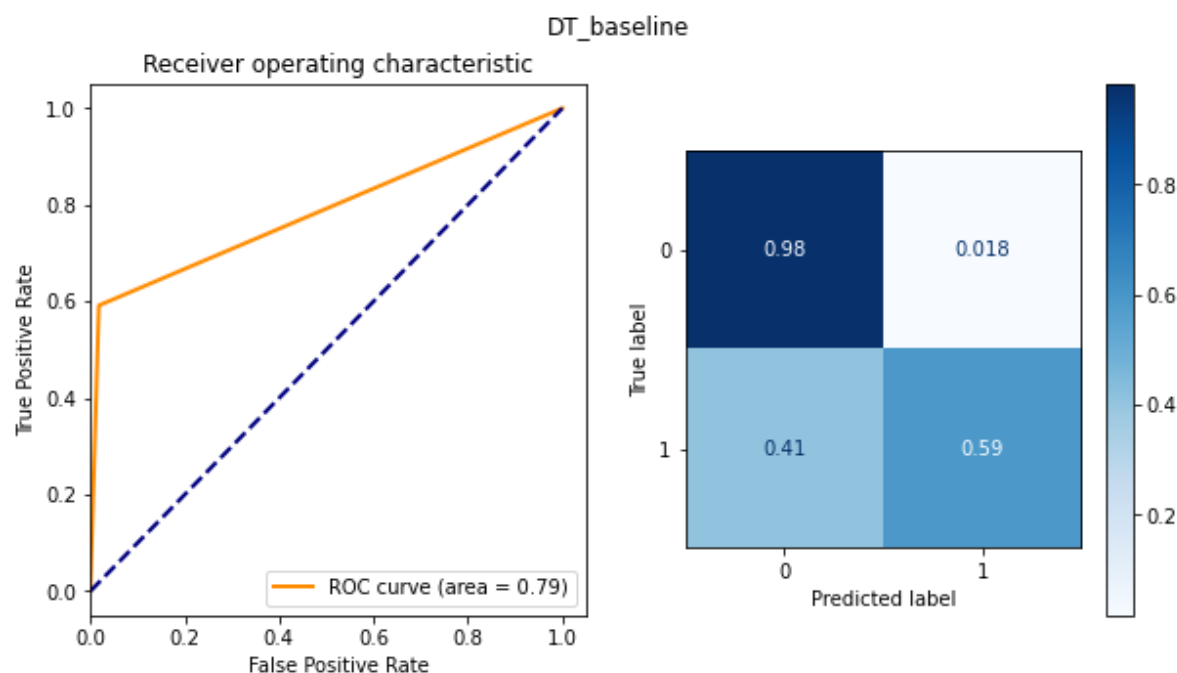 DT_baseline
Receiver operating characteristic
True Positive Rate
1.0
0.8
0.6
0.4
0.2
0.0
0.0 0.2 0.4 0.6 0.8 1.0
False Positive Rate
ROC curve (area = 0.79)
True label
0
1
0.98 0.018
0.41 0.59
0 1
Predicted label
0.8
0.6
0.4
0.2